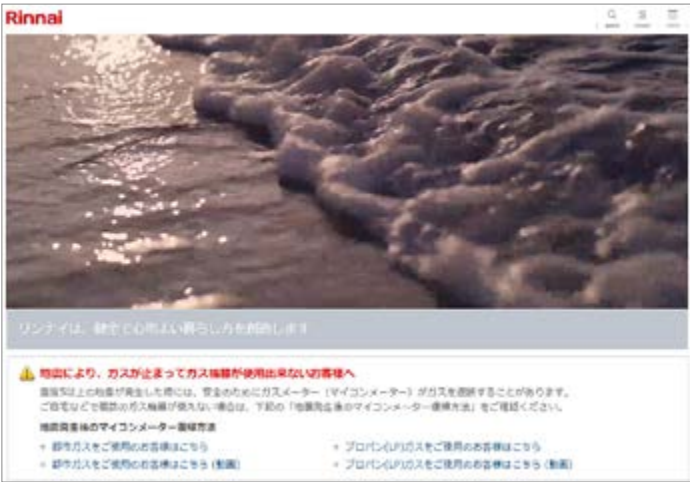 Rinnai
リンナイは、健全で心地よい暮らし方を創造します
地震により、ガスが止まってガス機器が使用出来ないお客様へ
震度5以上の地震が発生した際には、安全のためにガスメーター（マイコンメーター）がガスを遮断することがあります。
ご自宅などで複数のガス機器が使えない場合は、下記の「地震発生後のマイコンメーター復帰方法」をご確認ください。
地震発生後のマイコンメーター復帰方法
都市ガスをご使用のお客様はこちら
プロパン(LP)ガスをご使用のお客様はこちら
都市ガスをご使用のお客様はこちら (動画)
プロパン(LP)ガスをご使用のお客様はこちら (動画)